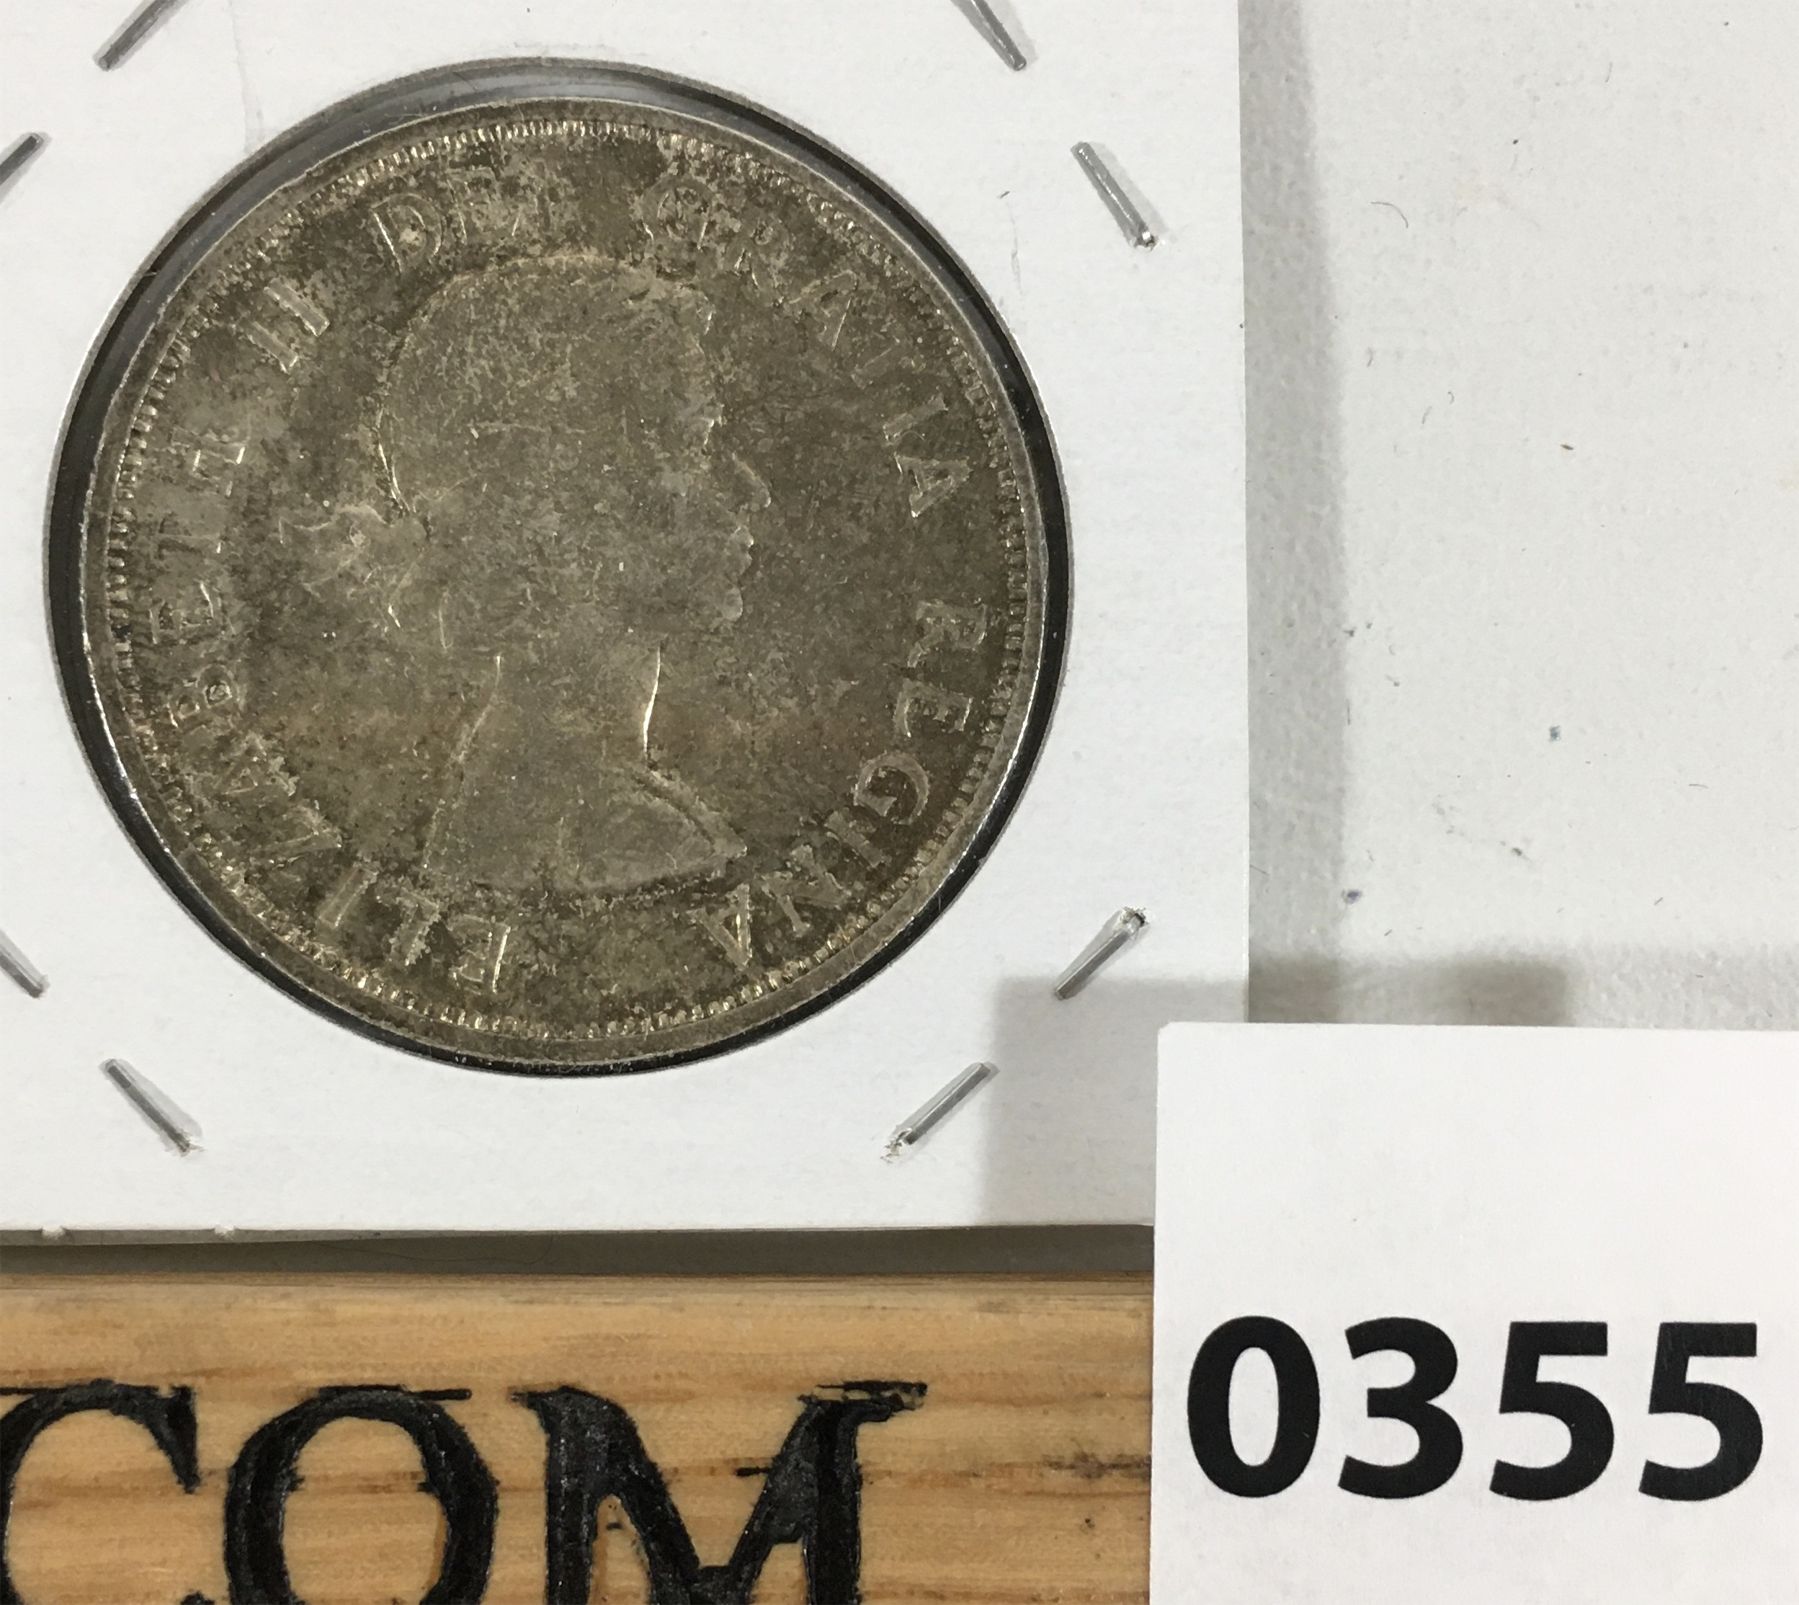 ELIZABETH II DEI GRATIA REGINA
COM
0355